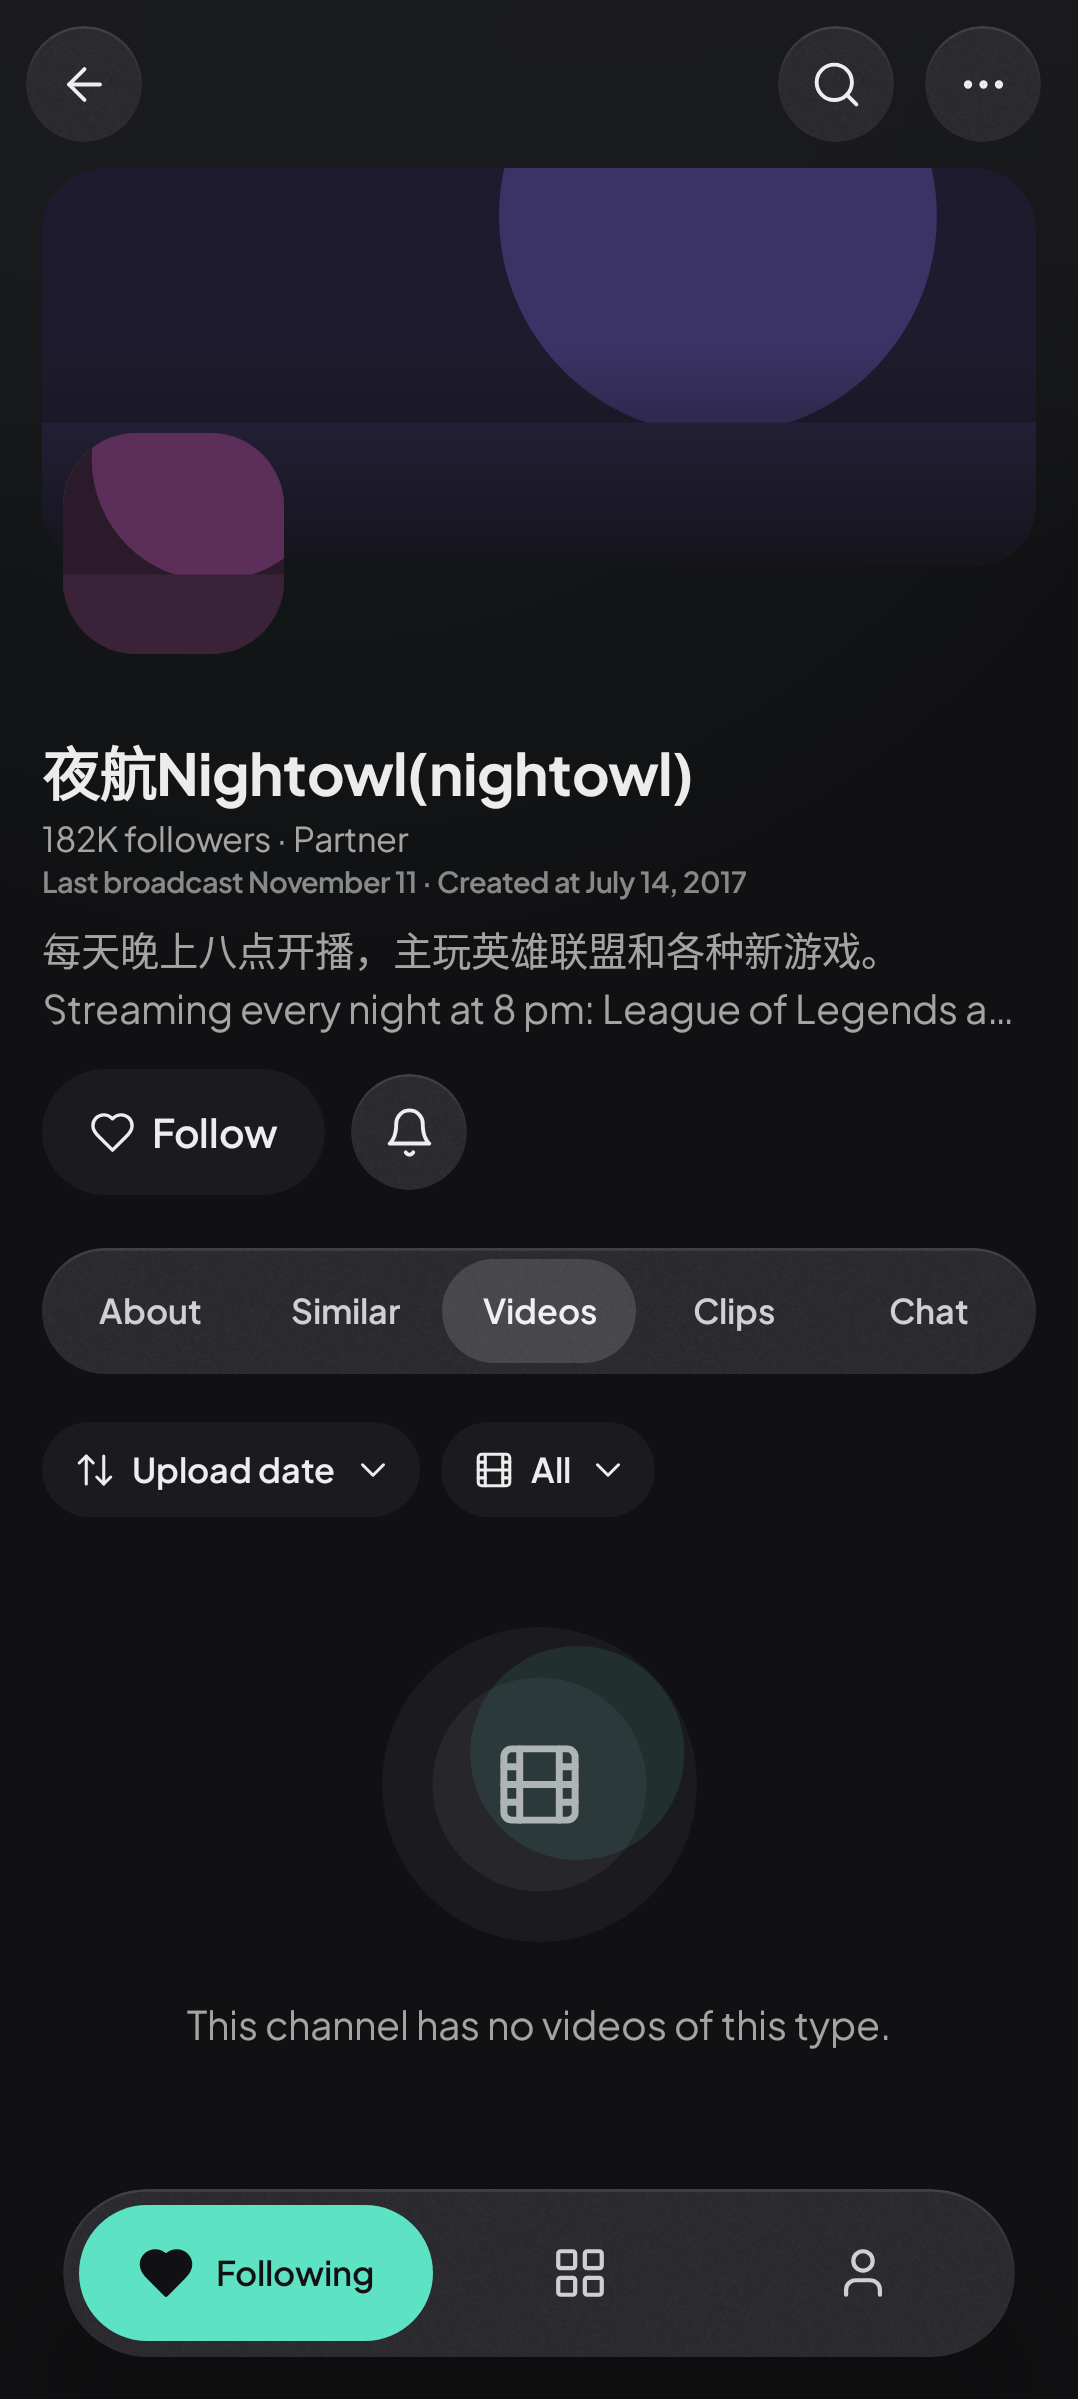 夜航Nightowl(nightowl)
182K followers · Partner
Last broadcast November 11 · Created at July 14, 2017
每天晚上八点开播，主玩英雄联盟和各种新游戏。
Streaming every night at 8 pm: League of Legends a...
Follow
About Similar Videos Clips Chat
Upload date All
This channel has no videos of this type.
Following